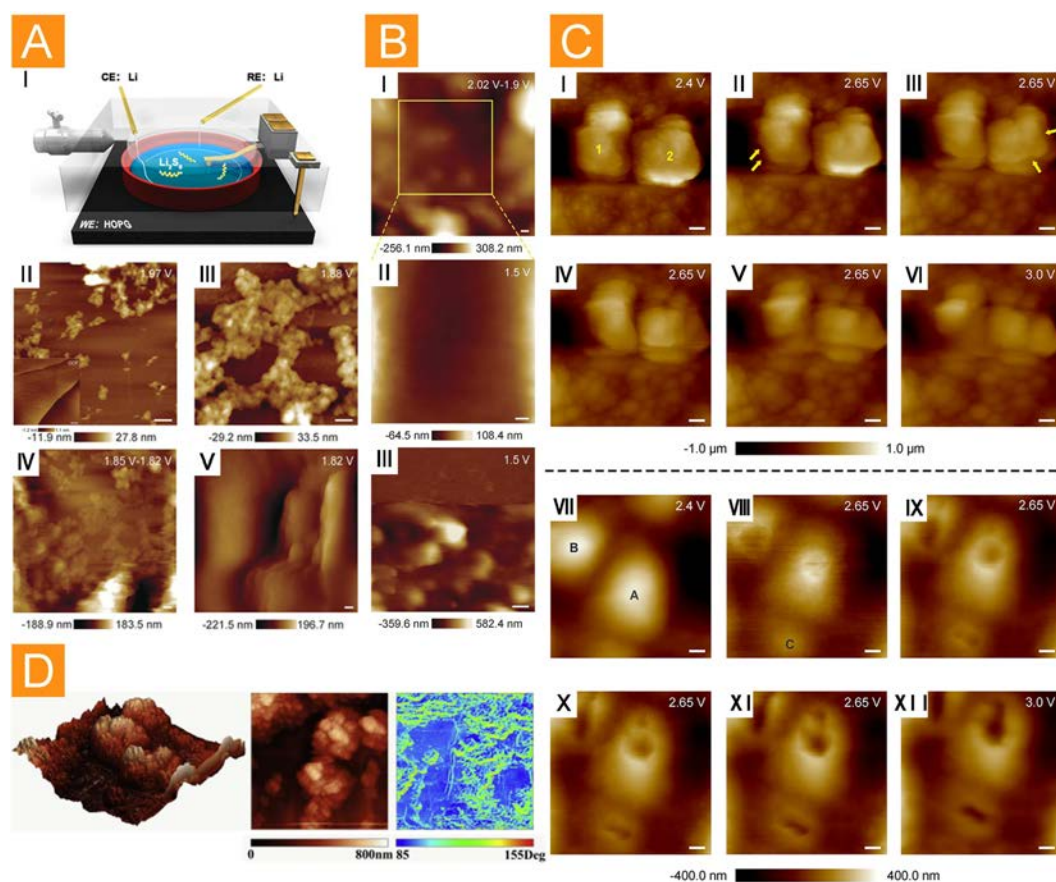 A
I
CE: Li
RE: Li
Li₂Sₓ
WE: HOPG
II
1.97 V
-11.9 nm
27.8 nm
III
1.88 V
-29.2 nm
33.5 nm
IV
1.85 V-1.82 V
-188.9 nm
183.5 nm
V
1.82 V
-221.5 nm
196.7 nm
B
I
2.02 V-1.9 V
-256.1 nm
308.2 nm
II
1.5 V
-64.5 nm
108.4 nm
III
1.5 V
-359.6 nm
582.4 nm
C
I
2.4 V
1
2
II
2.65 V
III
2.65 V
IV
2.65 V
V
2.65 V
VI
3.0 V
-1.0 μm
1.0 μm
VII
2.4 V
B
A
VIII
2.65 V
C
IX
2.65 V
X
2.65 V
XI
2.65 V
XII
3.0 V
-400.0 nm
400.0 nm
D
0
800nm
85
155Deg